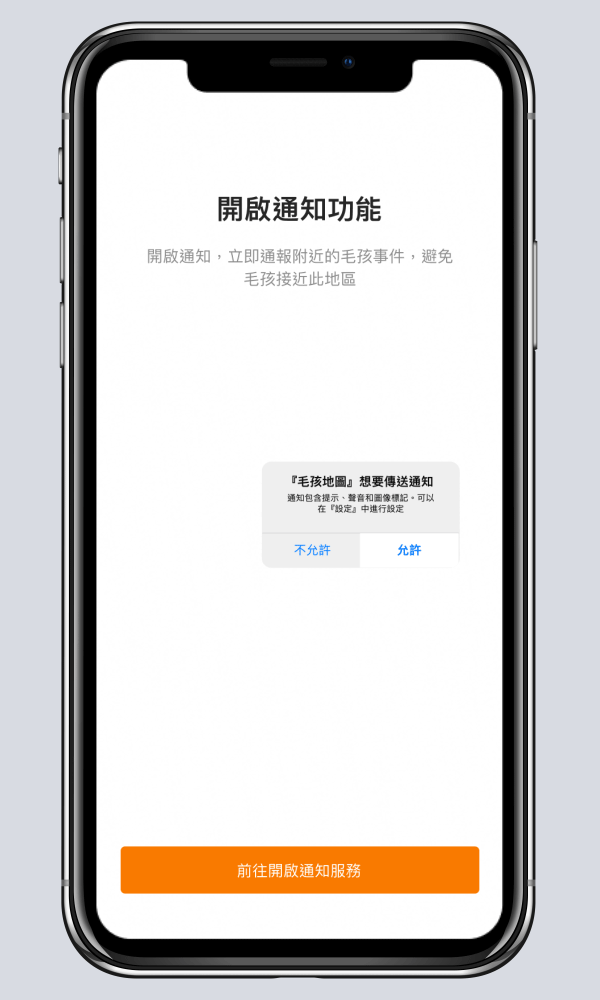 開啟通知功能
開啟通知，立即通報附近的毛孩事件，避免
毛孩接近此地區
『毛孩地圖』想要傳送通知
通知包含提示、聲音和圖像標記。可以
在『設定』中進行設定
不允許
允許
前往開啟通知服務